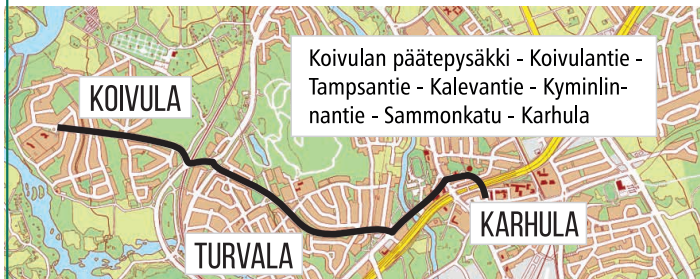 Koivulan päätepysäkki - Koivulantie -
Tampsantie - Kalevantie - Kyminlin-
nantie - Sammonkatu - Karhula
KOIVULA
KARHULA
TURVALA